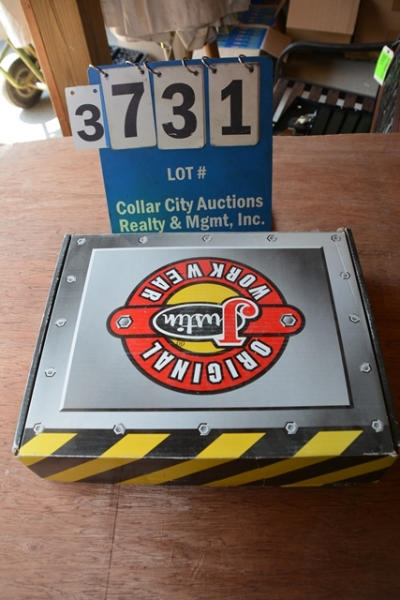 3731
LOT #
Collar City Auctions
Realty & Mgmt, Inc.
ORIGINAL
Justin
WORK WEAR